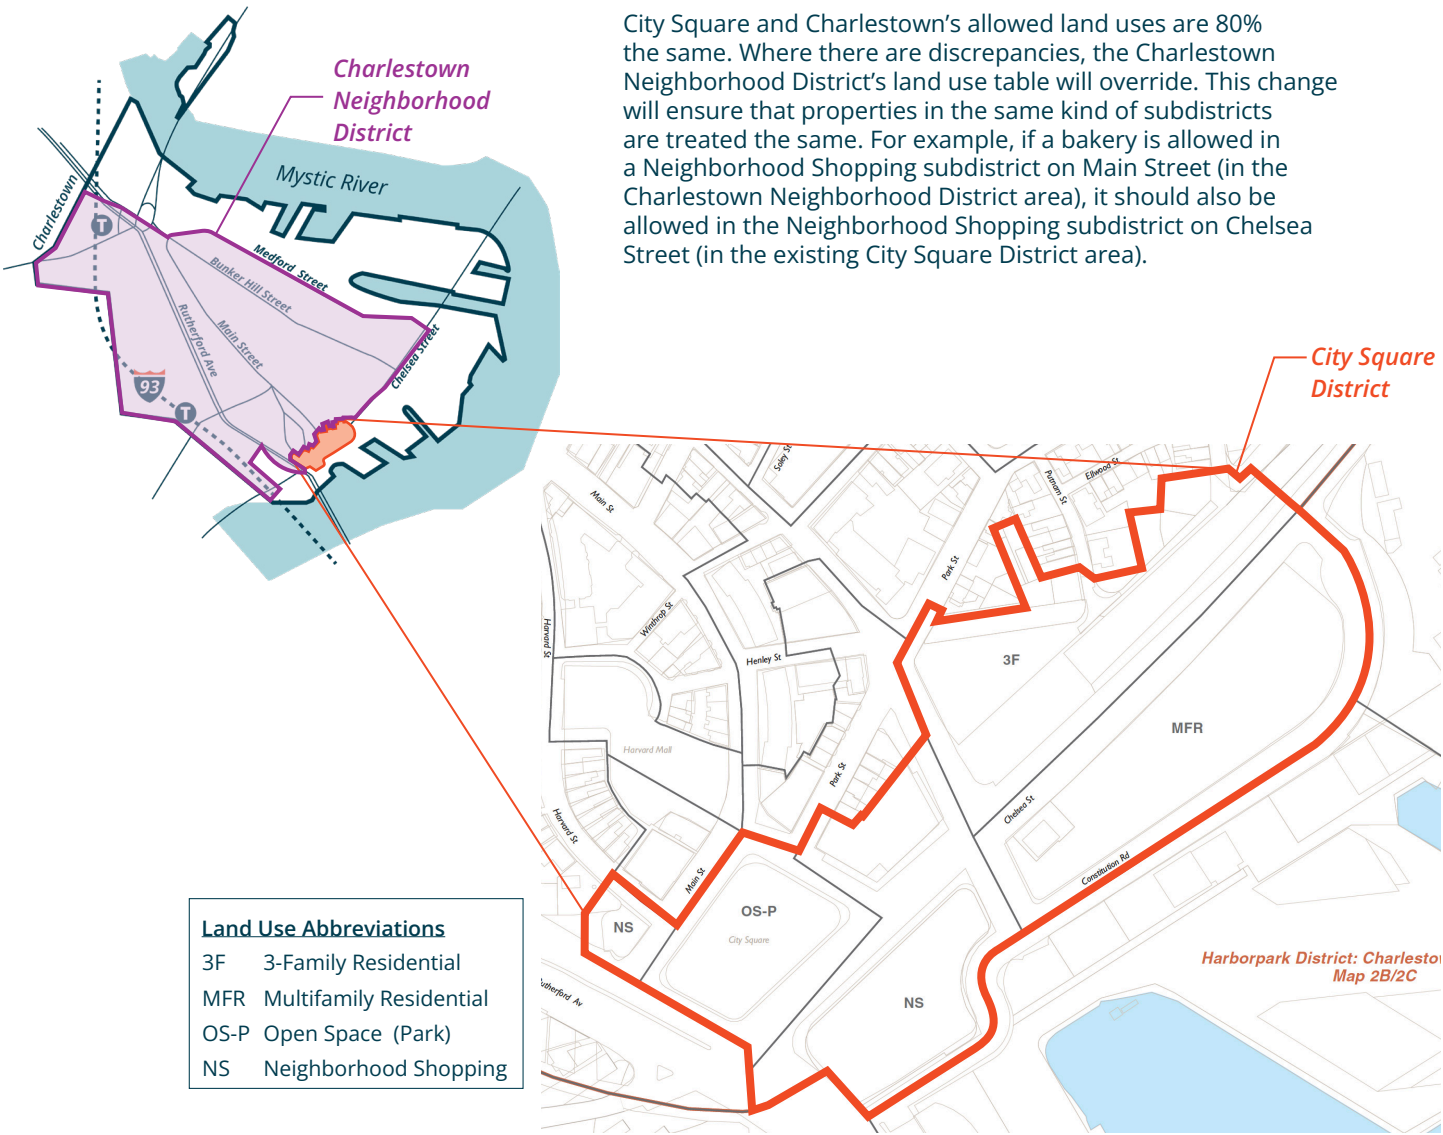 City Square and Charlestown’s allowed land uses are 80%
the same. Where there are discrepancies, the Charlestown
Neighborhood District’s land use table will override. This change
will ensure that properties in the same kind of subdistricts
are treated the same. For example, if a bakery is allowed in
a Neighborhood Shopping subdistrict on Main Street (in the
Charlestown Neighborhood District area), it should also be
allowed in the Neighborhood Shopping subdistrict on Chelsea
Street (in the existing City Square District area).
Charlestown
Neighborhood
District
Mystic River
Charlestown
T
Medford Street
Bunker Hill Street
Rutherford Ave
Main Street
Chelsea Street
93
T
City Square
District
Soley St
Main St
Putnam St
Ellwood St
Park St
Winthrop St
Harvard St
Henley St
3F
MFR
Harvard Mall
Park St
Chelsea St
Harvard St
Main St
Constitution Rd
OS-P
City Square
NS
NS
utherford Av
Harborpark District: Charlestow
Map 2B/2C
Land Use Abbreviations
3F 3-Family Residential
MFR Multifamily Residential
OS-P Open Space (Park)
NS Neighborhood Shopping